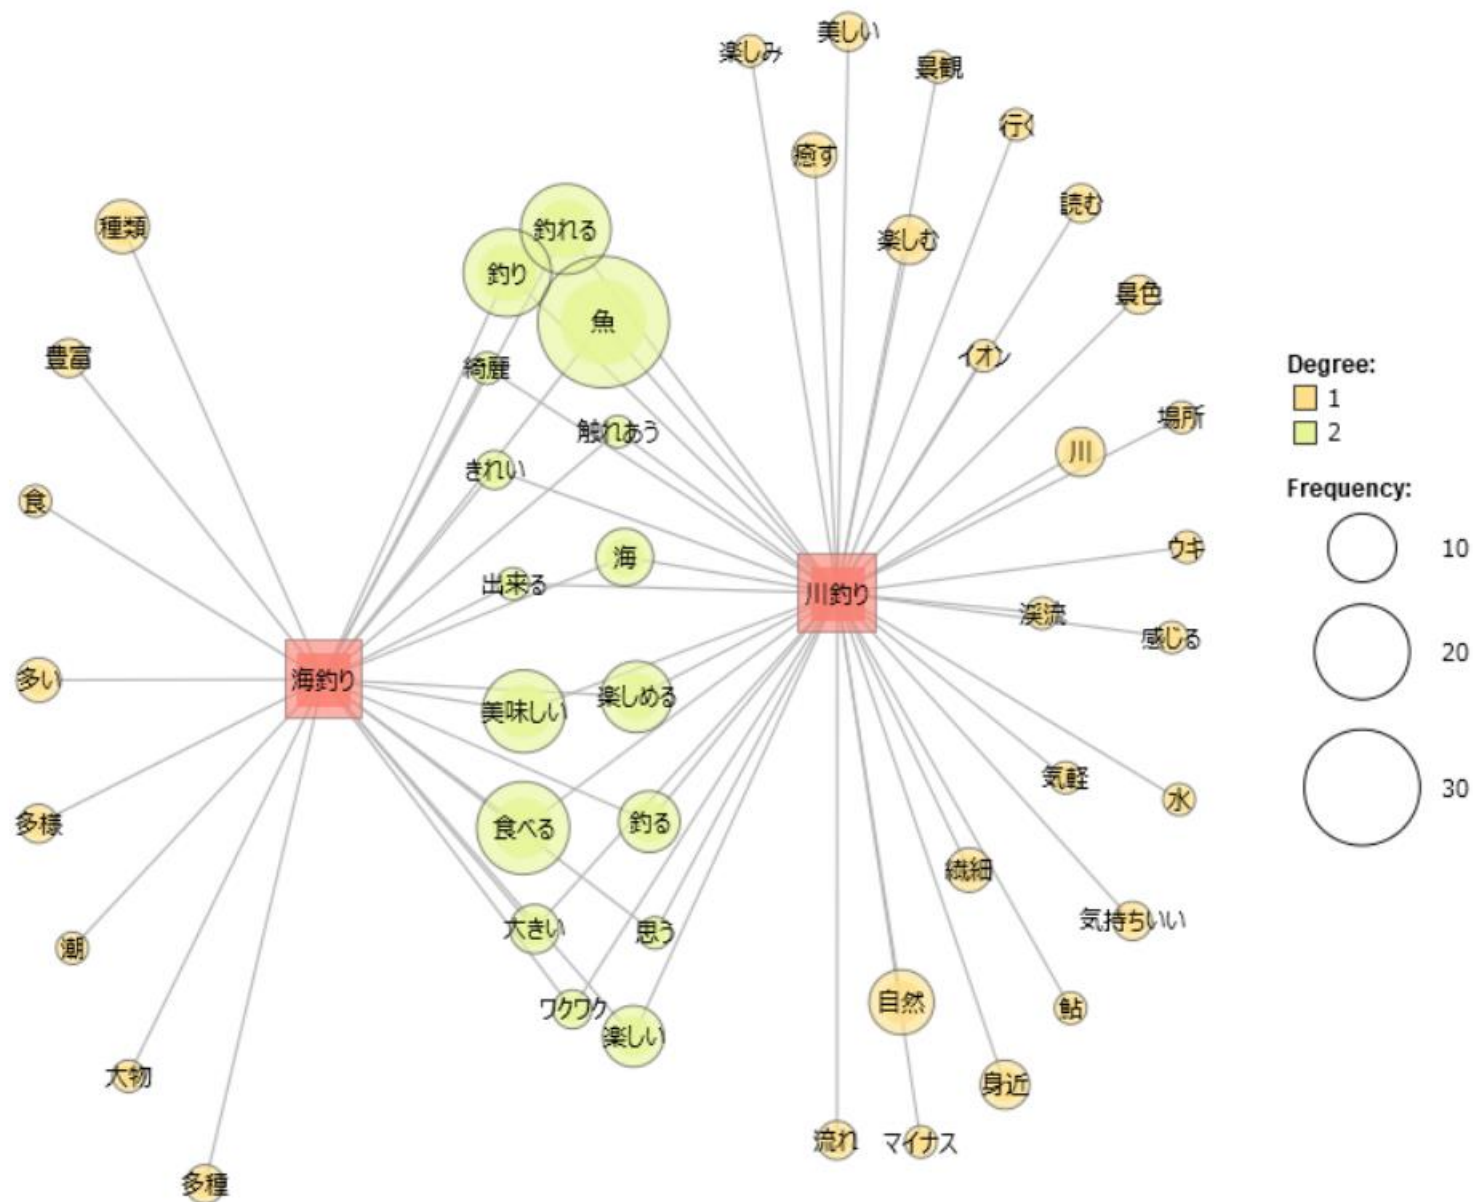 楽しみ
美しい
景観
行く
癒す
読む
楽しむ
種類
釣れる
釣り
魚
景色
豊富
綺麗
イオン
触れあう
きれい
場所
川
食
海
出来る
ウキ
川釣り
渓流
感じる
多い
海釣り
美味しい
楽しめる
気軽
水
多様
食べる
釣る
繊細
気持ちいい
潮
大きい
思う
ワクワク
楽しい
自然
鮎
大物
身近
流れ
マイナス
多種
Degree:
1
2
Frequency:
10
20
30